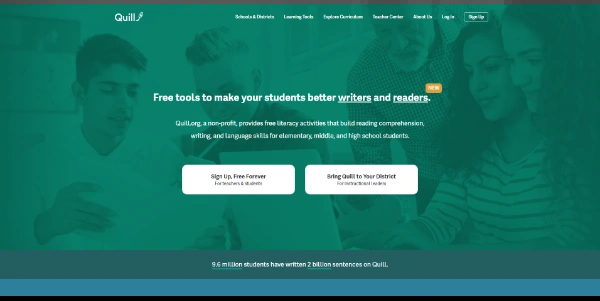 Quill
Schools & Districts Learning Tools Explore Curriculum Teacher Center About Us Log In Sign Up
NEW
Free tools to make your students better writers and readers.
Quill.org, a non-profit, provides free literacy activities that build reading comprehension,
writing, and language skills for elementary, middle, and high school students.
Sign Up, Free Forever
For teachers & students
Bring Quill to Your District
For instructional leaders
9.6 million students have written 2 billion sentences on Quill.